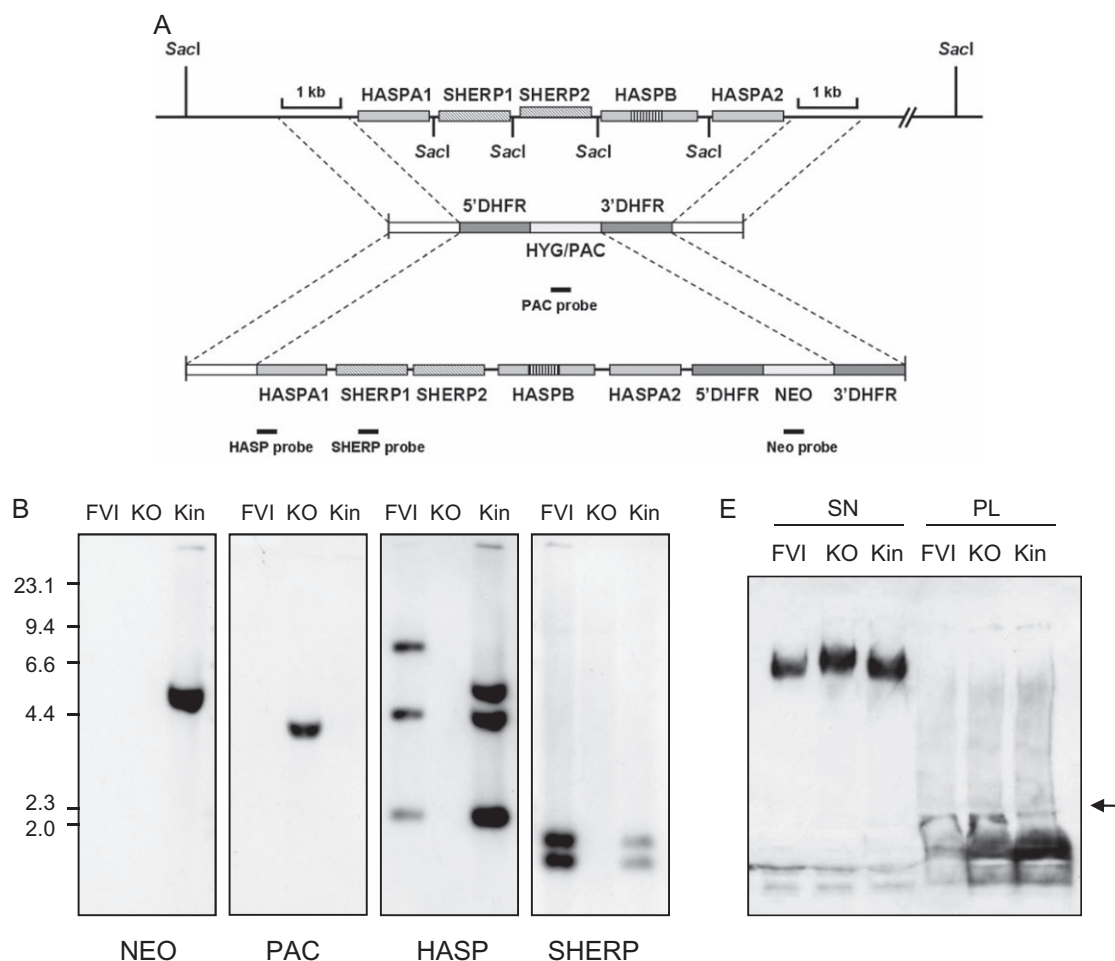 A
SacI SacI
1 kb HASPA1 SHERP1 SHERP2 HASPB HASPA2 1 kb
SacI SacI SacI SacI
5'DHFR 3'DHFR
HYG/PAC
PAC probe
HASPA1 SHERP1 SHERP2 HASPB HASPA2 5'DHFR NEO 3'DHFR
HASP probe SHERP probe Neo probe
B
FVI KO Kin FVI KO Kin FVI KO Kin FVI KO Kin
23.1
9.4
6.6
4.4
2.3
2.0
NEO PAC HASP SHERP
E
SN PL
FVI KO Kin FVI KO Kin